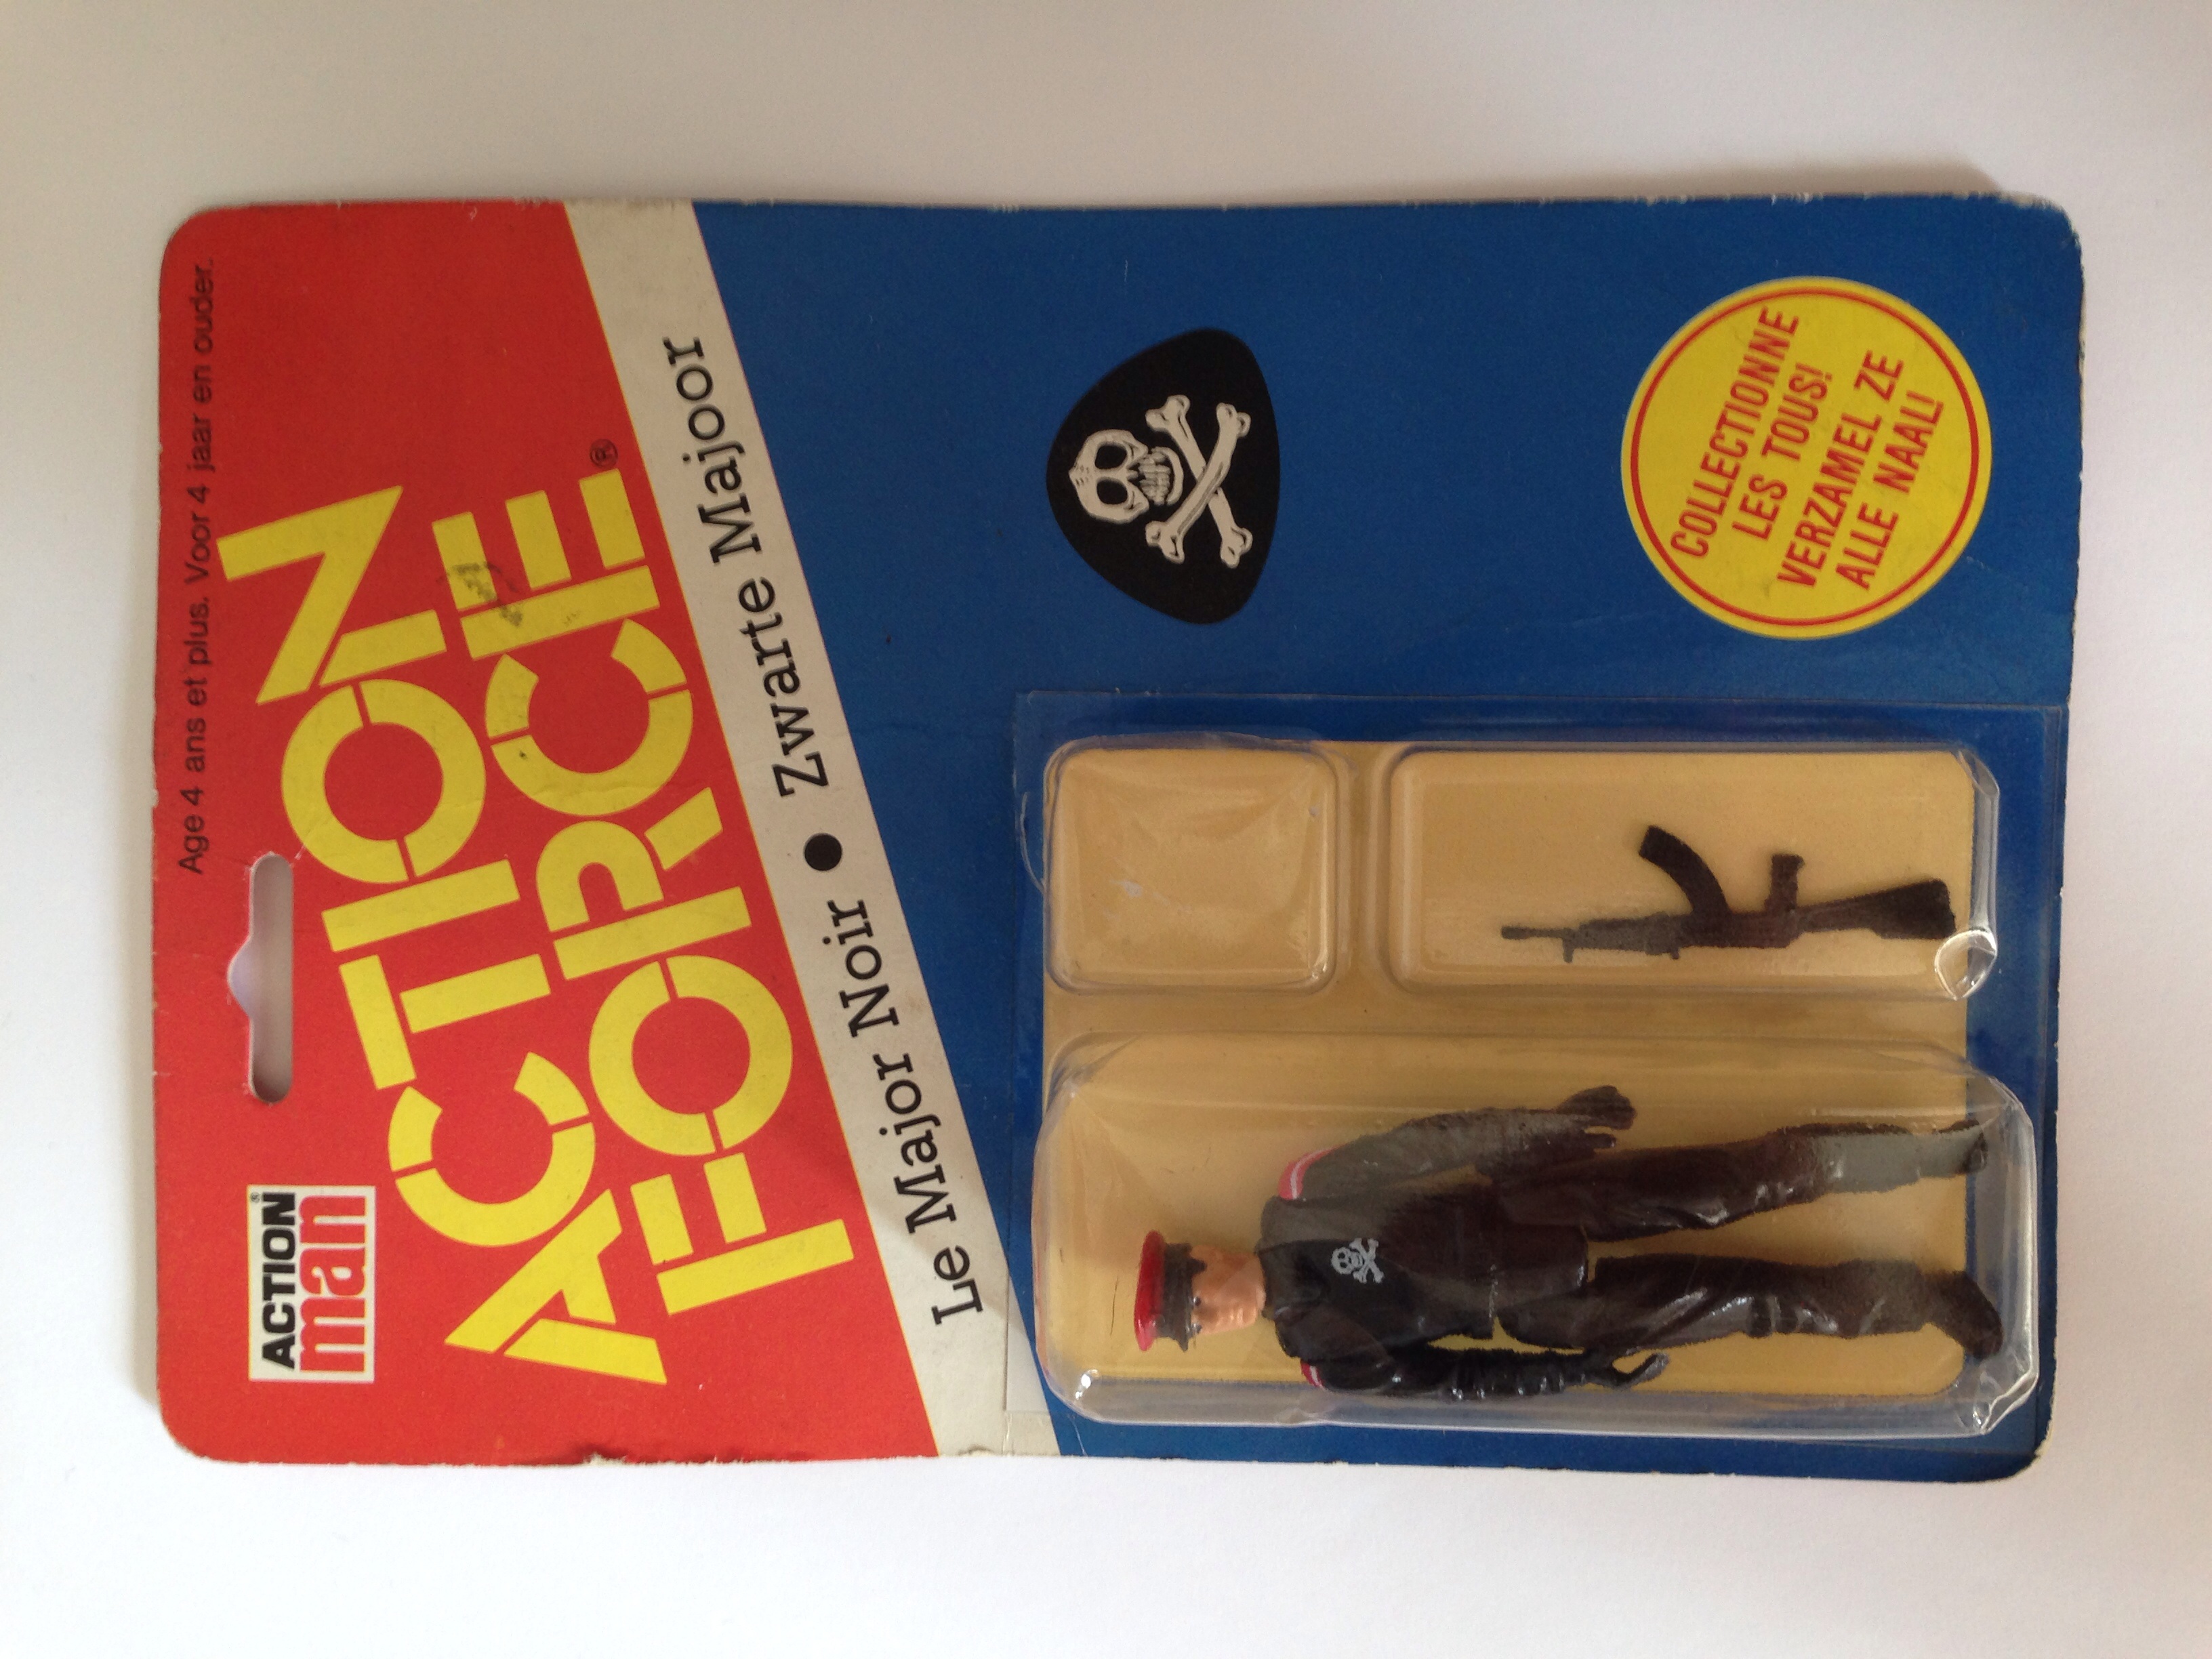 Age 4 ans et plus. Voor 4 jaar en ouder.
ACTION®
man
ACTION
FORCE®
Le Major Noir ● Zwarte Majoor
COLLECTIONNE
LES TOUS!
VERZAMEL ZE
ALLE NAAL!